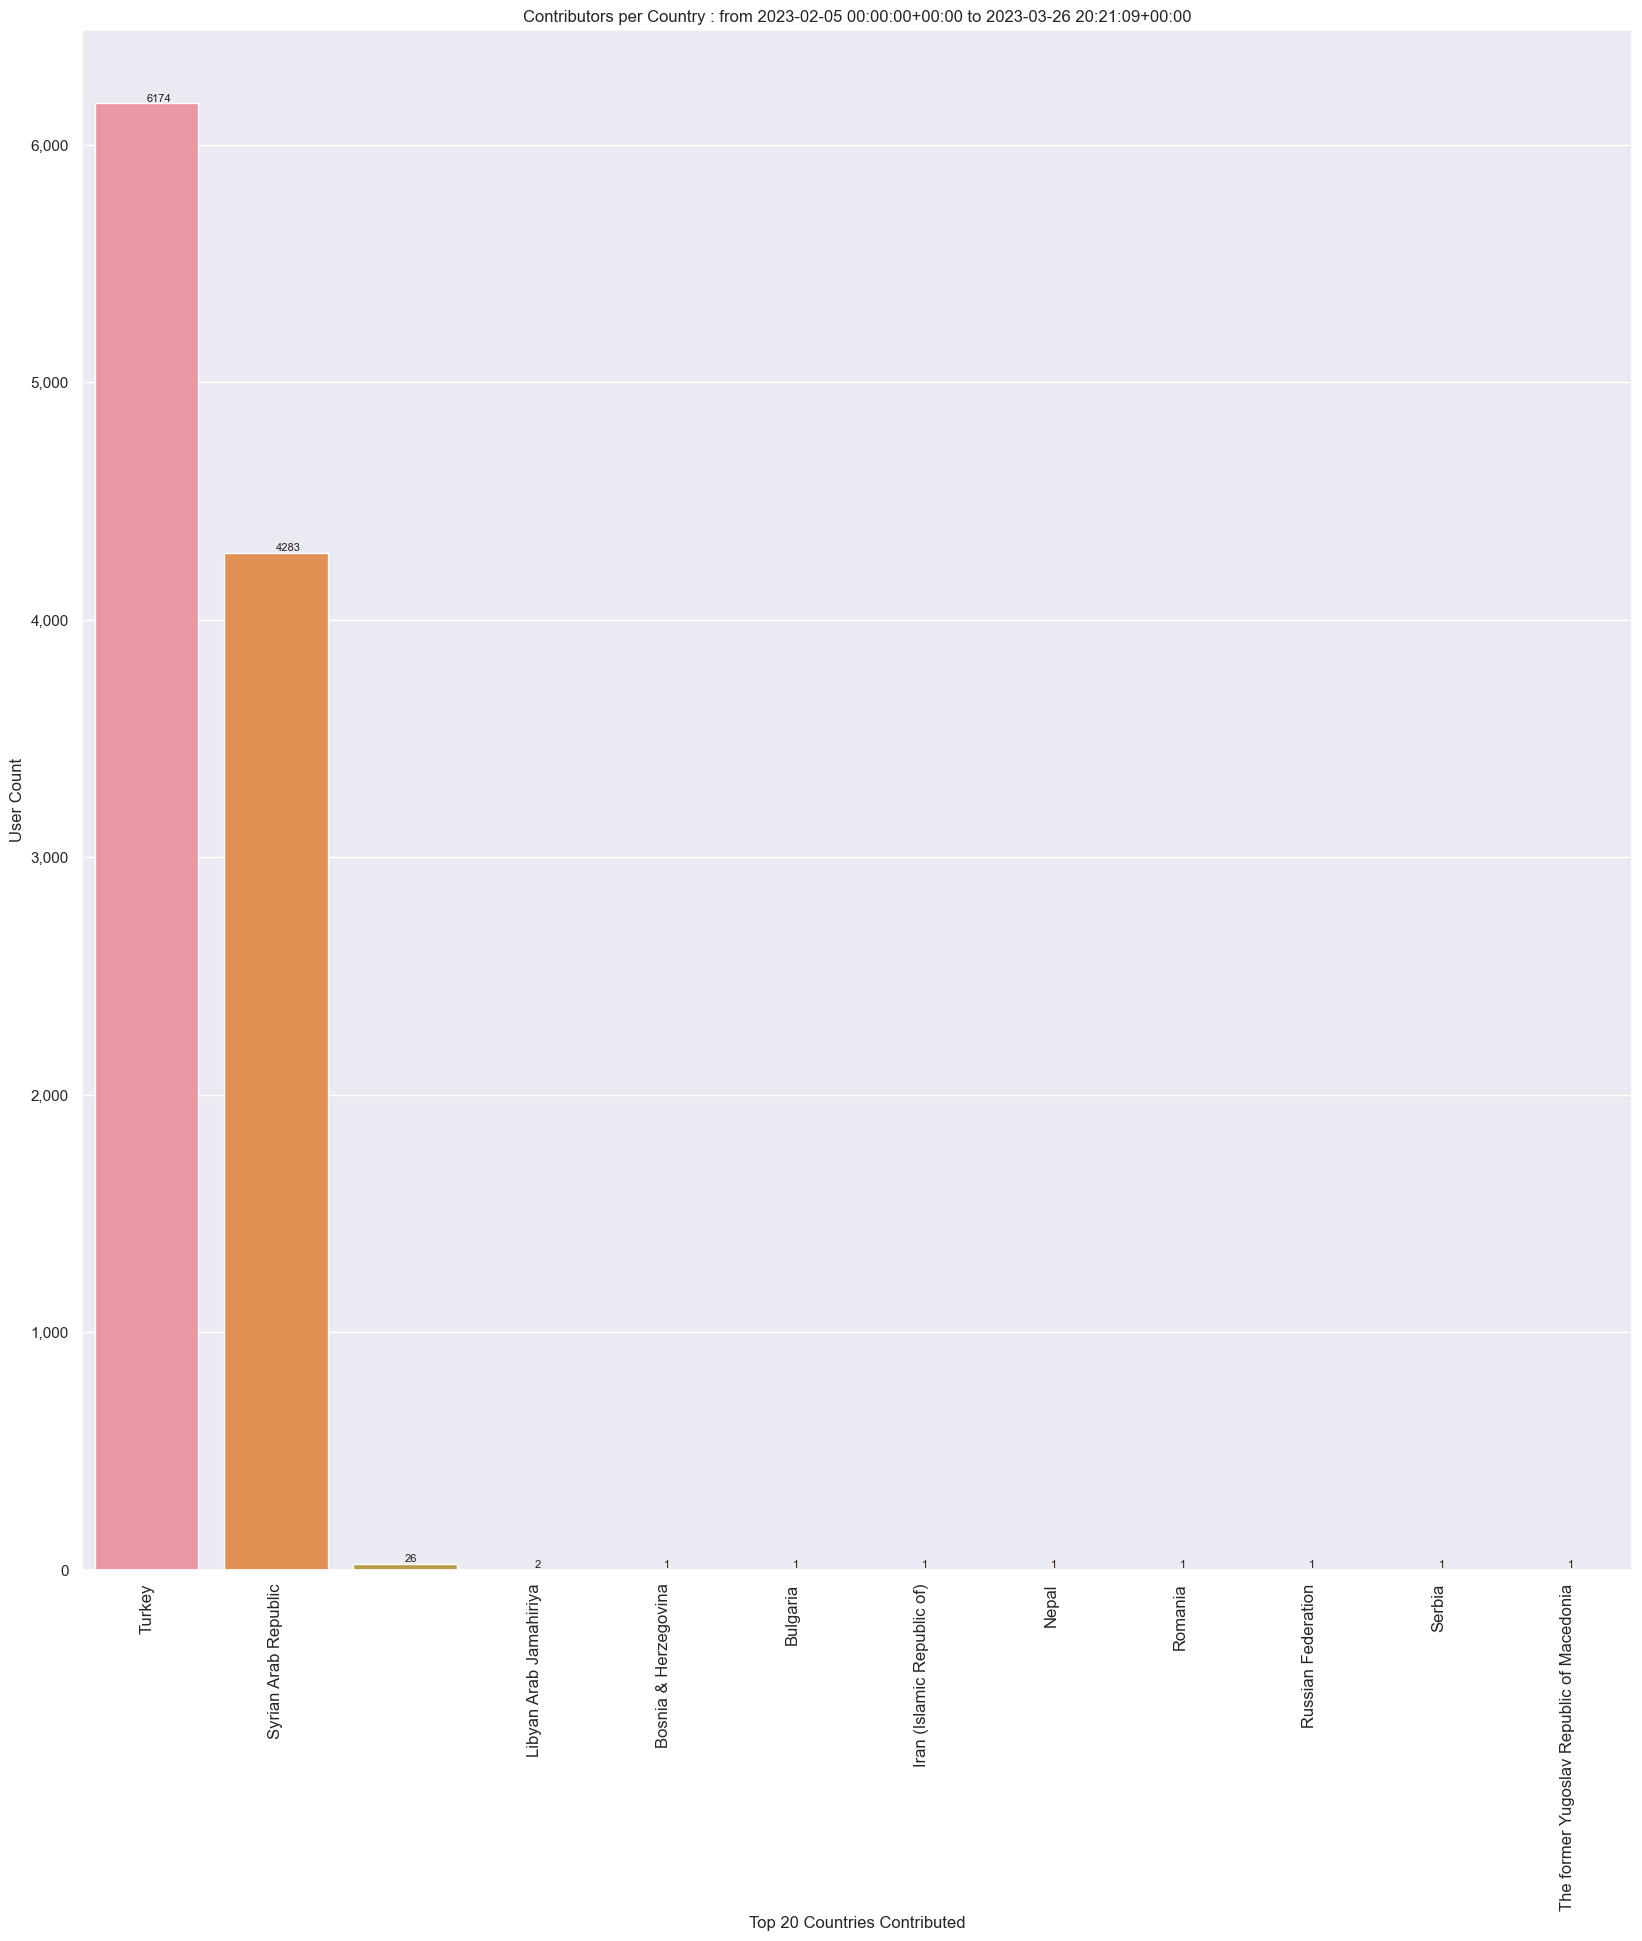 Contributors per Country : from 2023-02-05 00:00:00+00:00 to 2023-03-26 20:21:09+00:00
6174
6,000
5,000
4283
4,000
User Count
3,000
2,000
1,000
26
2
1
1
1
1
1
1
1
1
0
Turkey
Syrian Arab Republic
Libyan Arab Jamahiriya
Bosnia & Herzegovina
Bulgaria
Iran (Islamic Republic of)
Nepal
Romania
Russian Federation
Serbia
The former Yugoslav Republic of Macedonia
Top 20 Countries Contributed